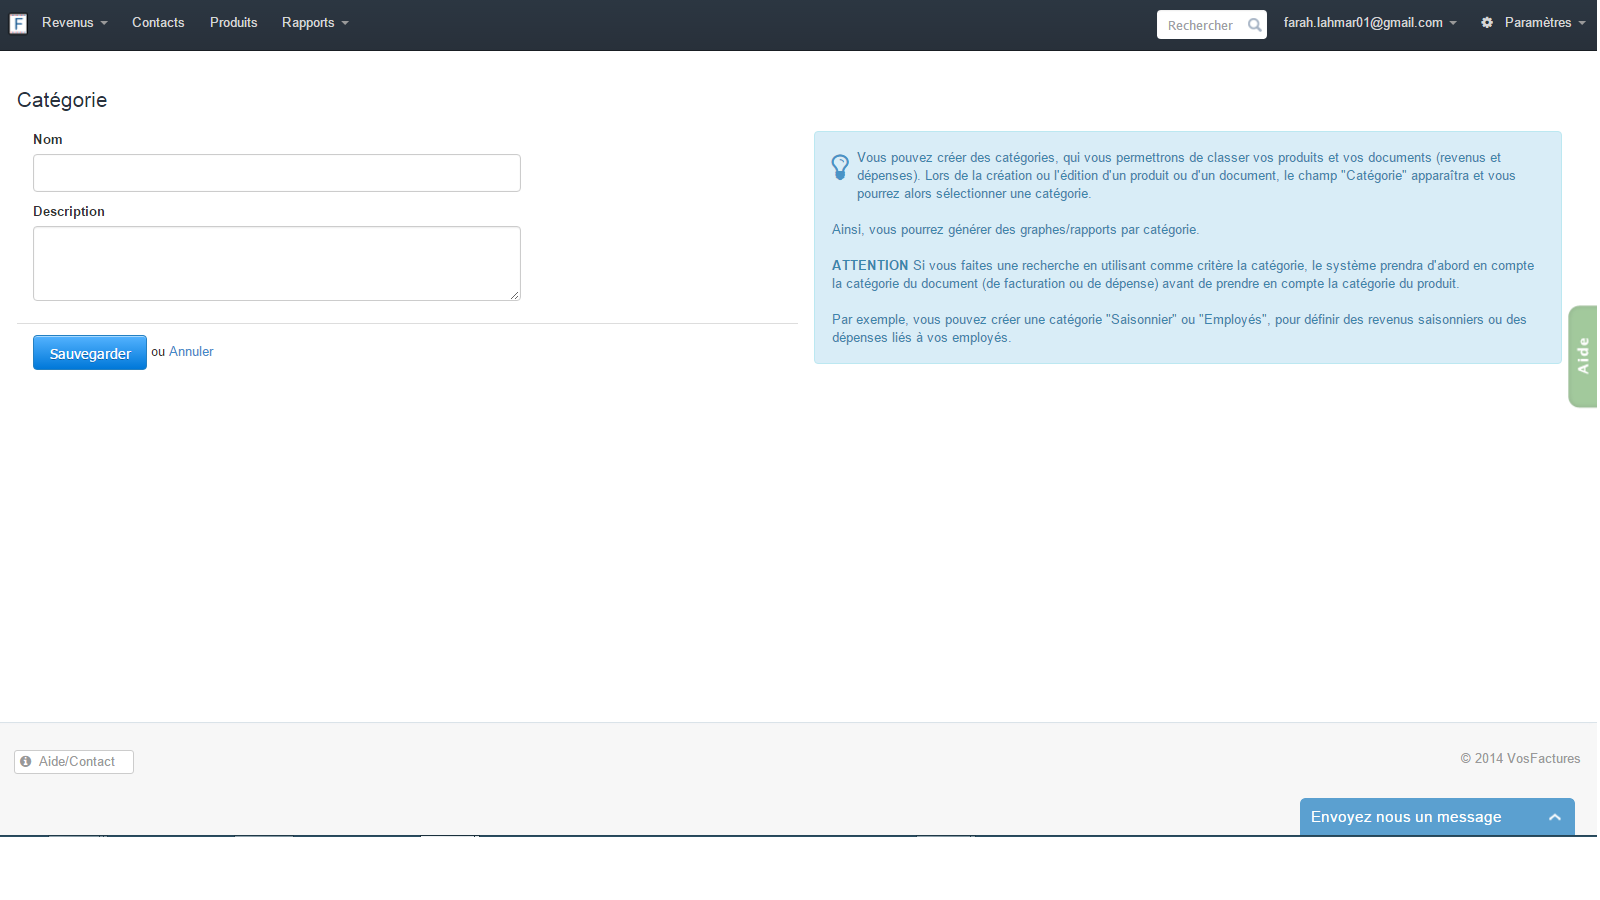 F Revenus Contacts Produits Rapports Rechercher farah.lahmar01@gmail.com Paramètres
Catégorie
Nom
Description
Sauvegarder ou Annuler
Vous pouvez créer des catégories, qui vous permettrons de classer vos produits et vos documents (revenus et
dépenses). Lors de la création ou l'édition d'un produit ou d'un document, le champ "Catégorie" apparaîtra et vous
pourrez alors sélectionner une catégorie.
Ainsi, vous pourrez générer des graphes/rapports par catégorie.
ATTENTION Si vous faites une recherche en utilisant comme critère la catégorie, le système prendra d'abord en compte
la catégorie du document (de facturation ou de dépense) avant de prendre en compte la catégorie du produit.
Par exemple, vous pouvez créer une catégorie "Saisonnier" ou "Employés", pour définir des revenus saisonniers ou des
dépenses liés à vos employés.
Aide
Aide/Contact
© 2014 VosFactures
Envoyez nous un message